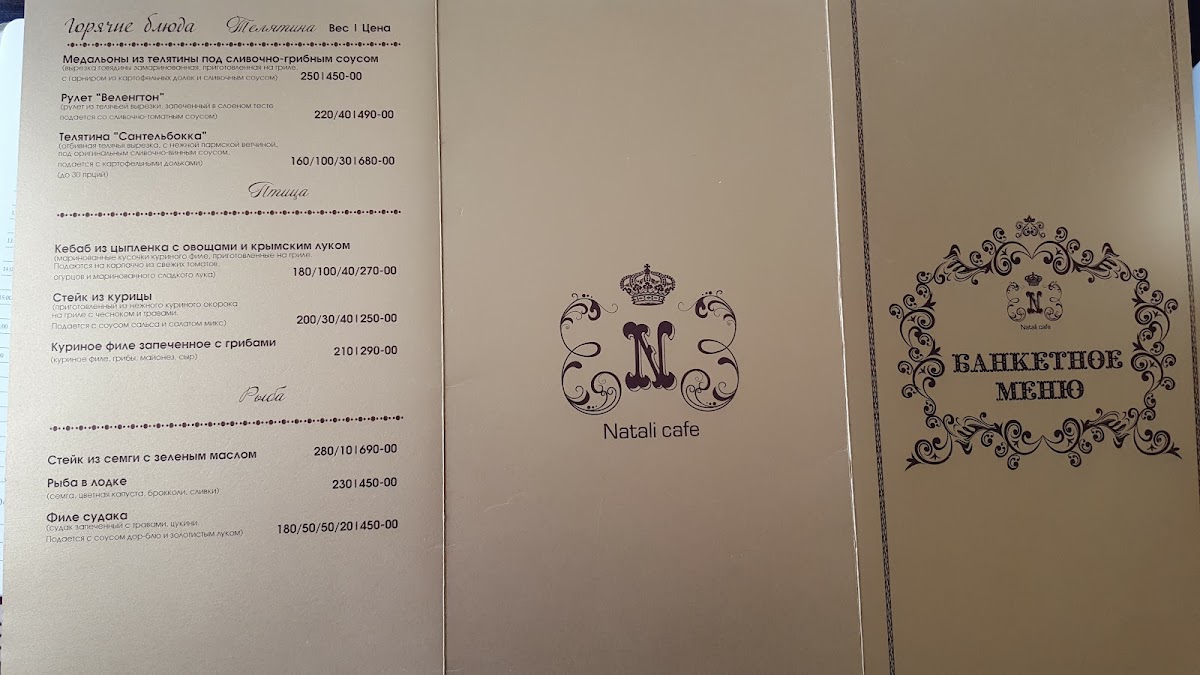 Горячие блюда Телятина Вес | Цена
Медальоны из телятины под сливочно-грибным соусом
(вырезка говядины замаринованная, приготовленная на гриле,
с гарниром из картофельных долек и сливочным соусом) 250|450-00
Рулет "Веленгтон"
(рулет из телячьей вырезки, запеченный в слоеном тесте
подается со сливочно-томатным соусом) 220/40|490-00
Телятина "Сантельбокка"
(отбивная телячья вырезка, с нежной пармской ветчиной,
под оригинальным сливочно-винным соусом,
подается с картофельными дольками) 160/100/30|680-00
(до 30 прций)
Птица
Кебаб из цыпленка с овощами и крымским луком
(маринованные кусочки куриного филе, приготовленные на гриле.
Подаются на карпаччо из свежих томатов,
огурцов и маринованного сладкого лука) 180/100/40/270-00
Стейк из курицы
(приготовленный из нежного куриного окорока
на гриле с чесноком и травами.
Подается с соусом сальса и салатом микс) 200/30/40|250-00
Куриное филе запеченное с грибами
(куриное филе, грибы, майонез, сыр) 210|290-00
Рыба
Стейк из семги с зеленым маслом 280/10|690-00
Рыба в лодке
(семга, цветная капуста, брокколи, сливки) 230|450-00
Филе судака
(судак запеченный с травами, цукини.
Подается с соусом дор-блю и золотистым луком) 180/50/50/20|450-00
N
Natali cafe
N
Natali cafe
БАНКЕТНОЕ
МЕНЮ